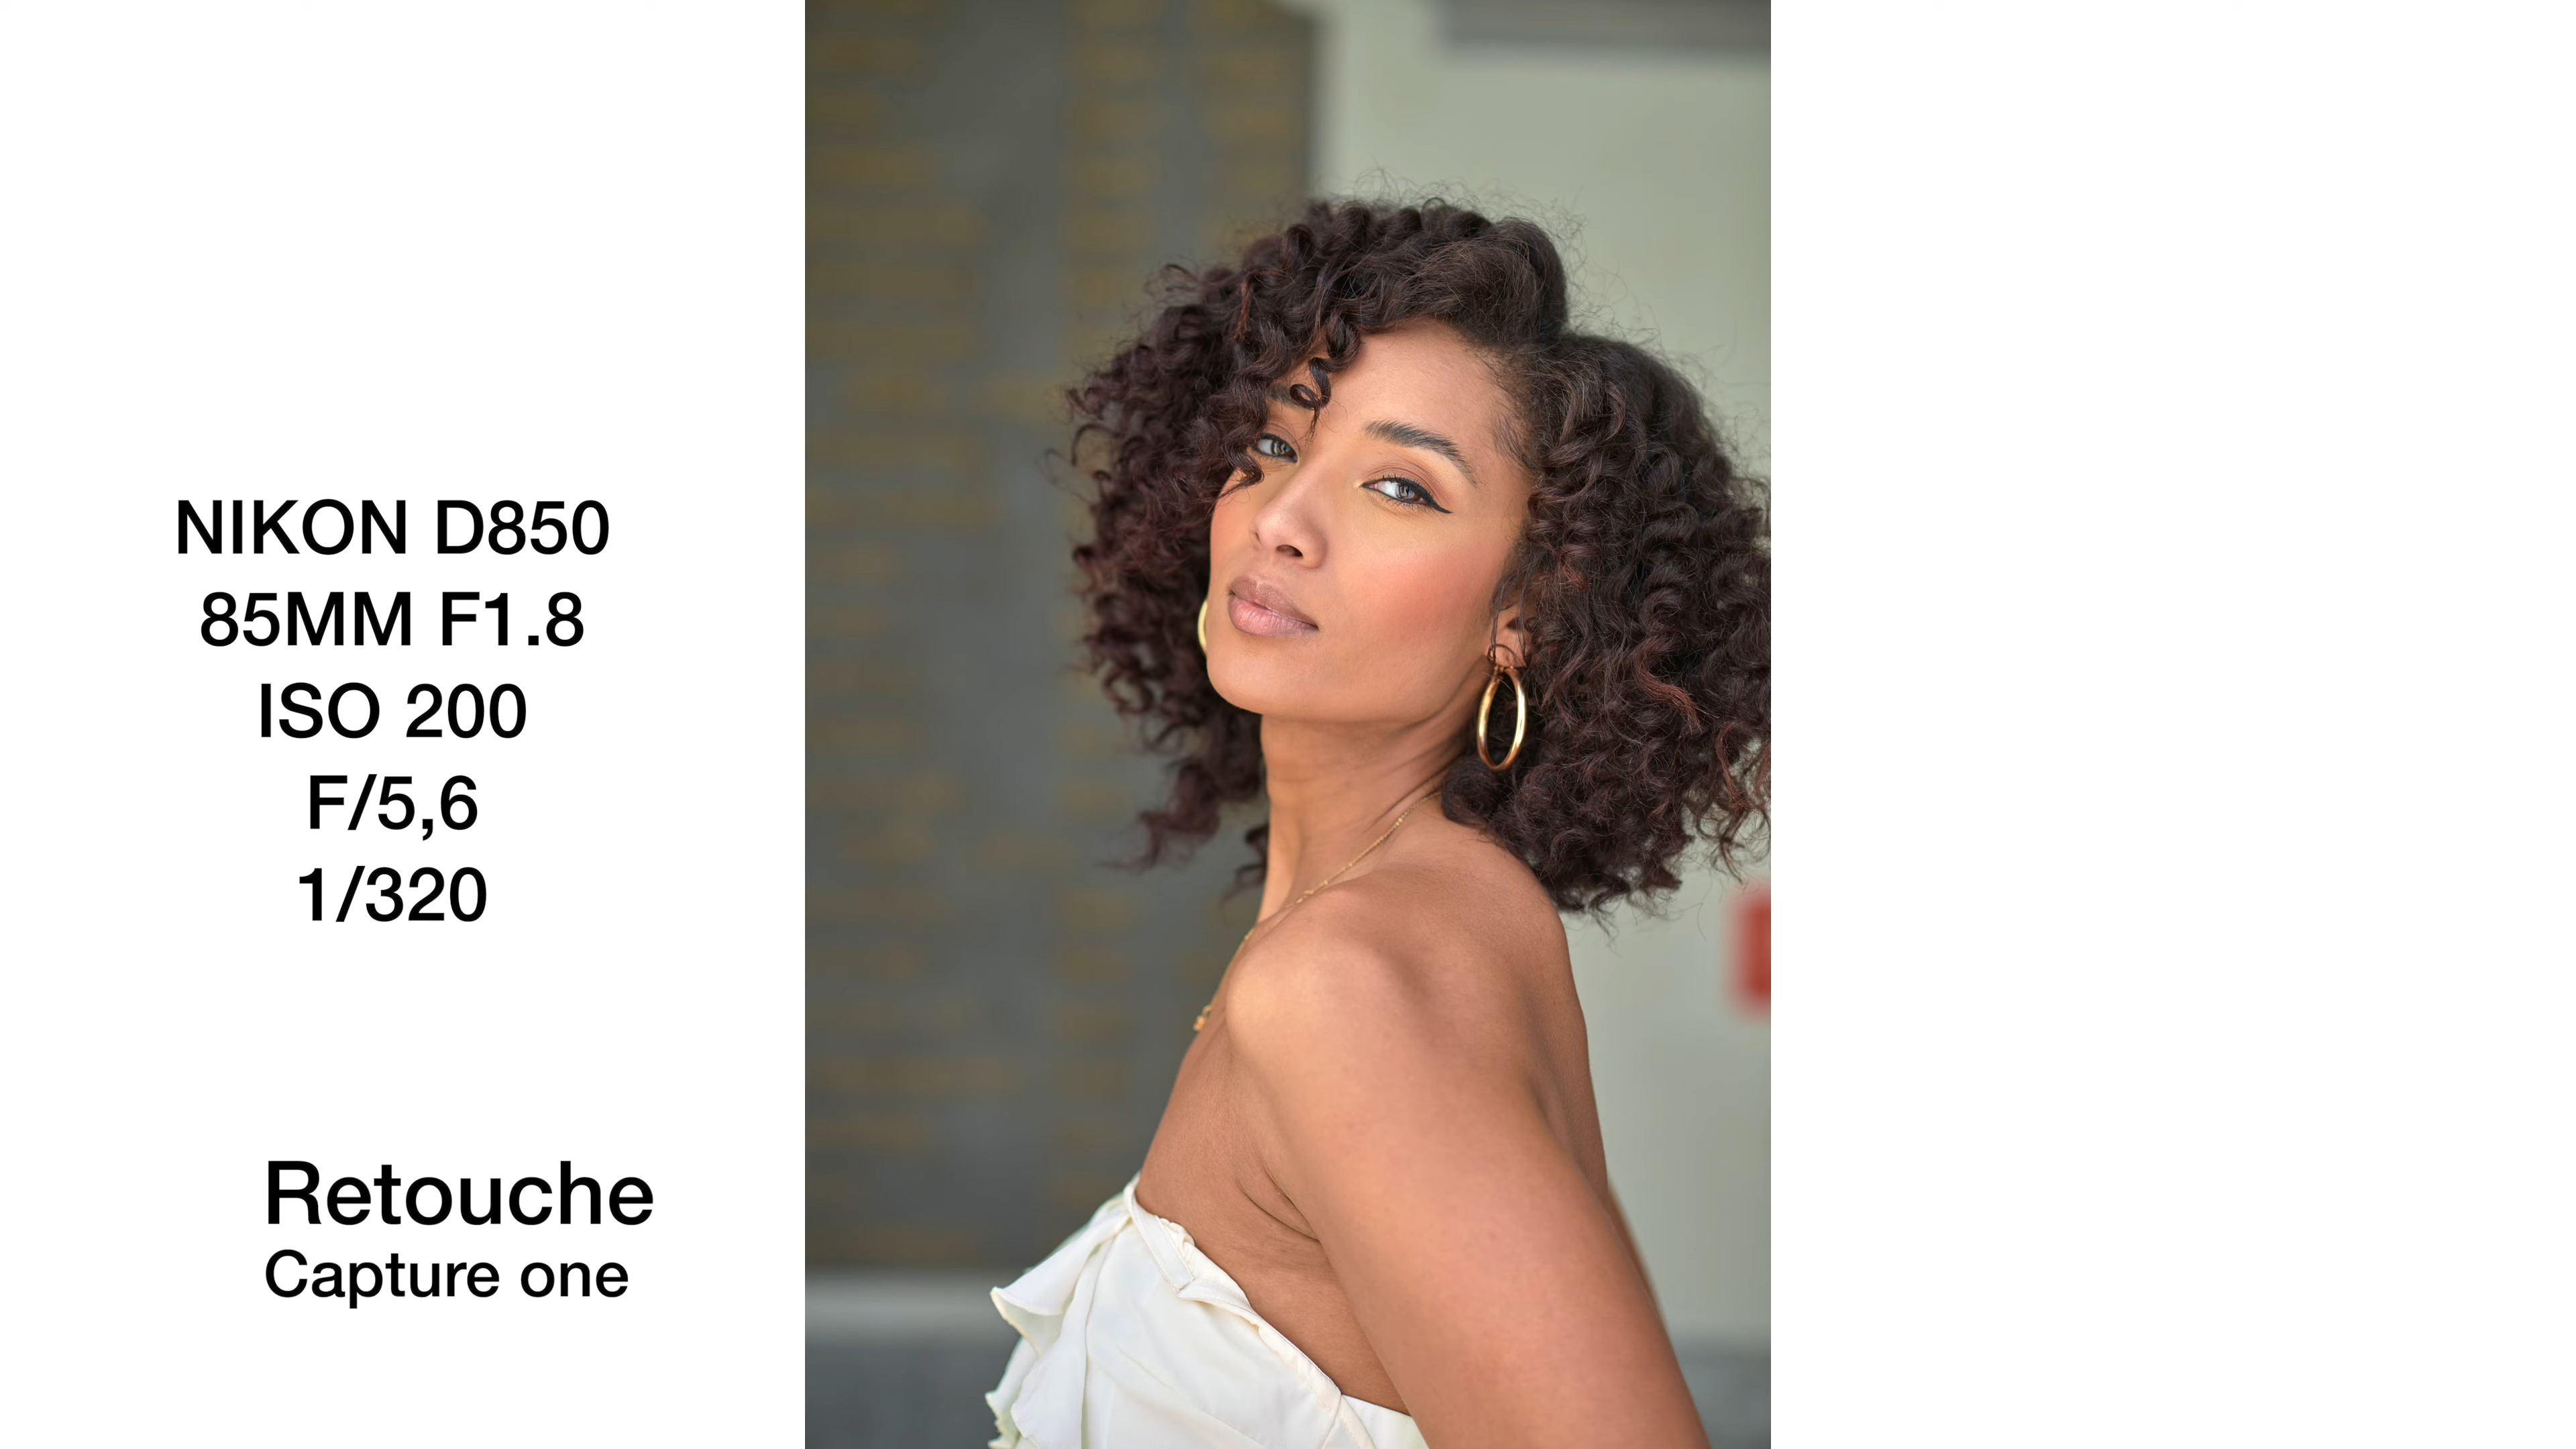 NIKON D850
85MM F1.8
ISO 200
F/5,6
1/320
Retouche
Capture one